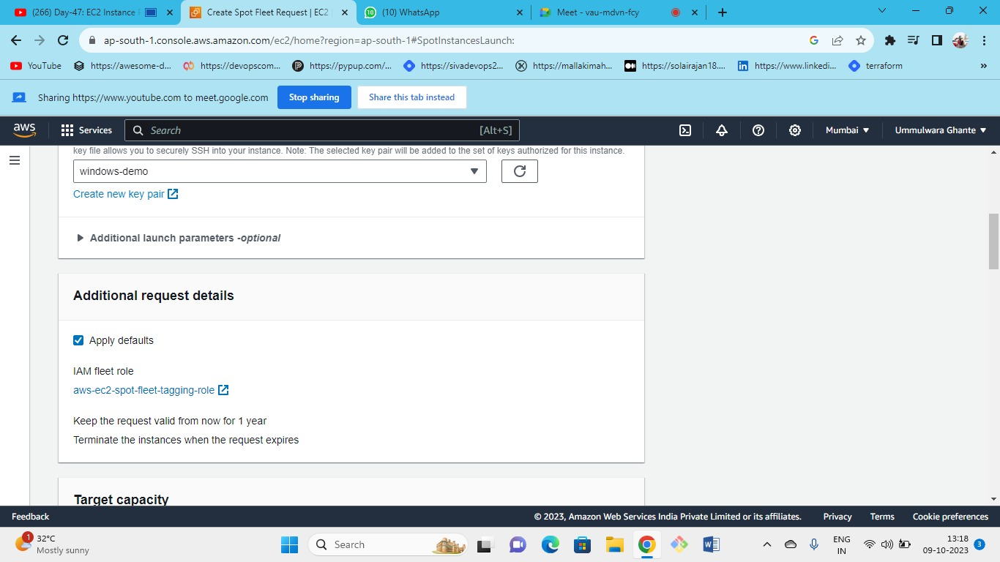 (266) Day-47: EC2 Instance
Create Spot Fleet Request | EC2
(10) WhatsApp
Meet - vau-mdvn-fcy
ap-south-1.console.aws.amazon.com/ec2/home?region=ap-south-1#SpotInstancesLaunch:
YouTube
https://awesome-d...
https://devopscom...
https://pypup.com/...
https://sivadevops2...
https://mallakimah...
https://solairajan18....
https://www.linkedi...
terraform
Sharing https://www.youtube.com to meet.google.com
Stop sharing
Share this tab instead
aws
Services
Search
[Alt+S]
Mumbai
Ummulwara Ghante
key file allows you to securely SSH into your instance. Note: The selected key pair will be added to the set of keys authorized for this instance.
windows-demo
Create new key pair
Additional launch parameters -optional
Additional request details
Apply defaults
IAM fleet role
aws-ec2-spot-fleet-tagging-role
Keep the request valid from now for 1 year
Terminate the instances when the request expires
Target capacity
Feedback
© 2023, Amazon Web Services India Private Limited or its affiliates.
Privacy
Terms
Cookie preferences
1
32°C
Mostly sunny
Search
ENG
IN
13:18
09-10-2023
3